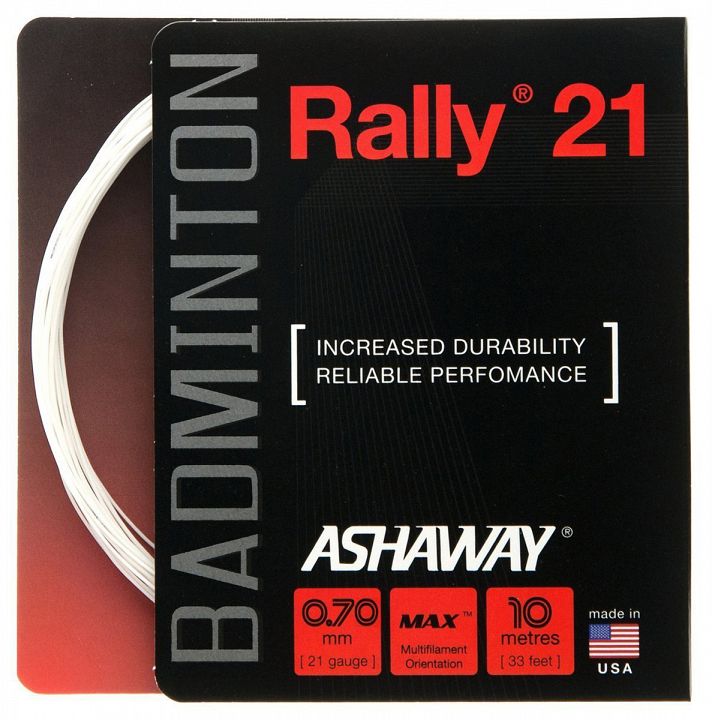 BADMINTON
Rally® 21
INCREASED DURABILITY
RELIABLE PERFOMANCE
ASHAWAY®
0.70
mm
[ 21 gauge ]
MAX™
Multifilament
Orientation
10
metres
[ 33 feet ]
made in
USA